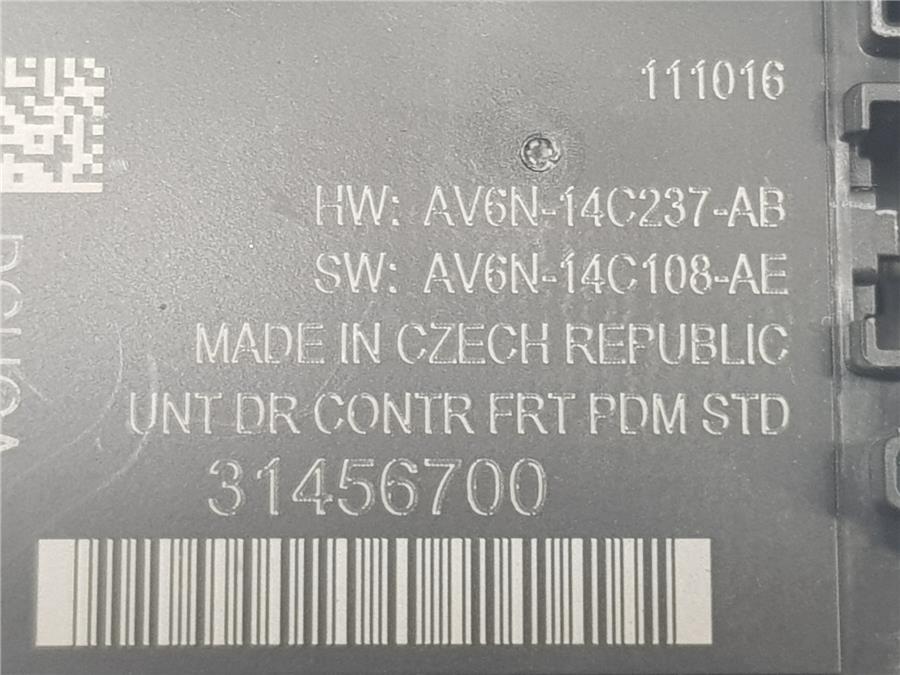 111016
HW: AV6N-14C237-AB
SW: AV6N-14C108-AE
MADE IN CZECH REPUBLIC
UNT DR CONTR FRT PDM STD
31456700